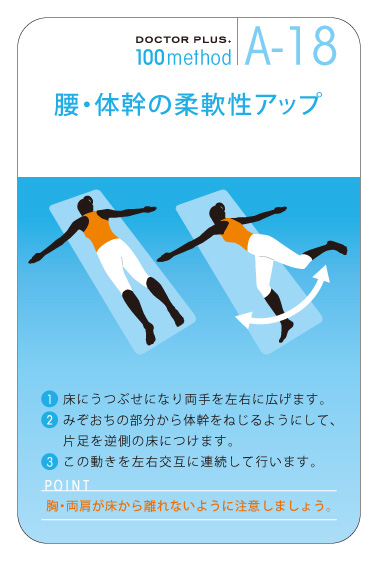 DOCTOR PLUS.
100method
A-18
腰・体幹の柔軟性アップ
1 床にうつぶせになり両手を左右に広げます。
2 みぞおちの部分から体幹をねじるようにして、
片足を逆側の床につけます。
3 この動きを左右交互に連続して行います。
POINT
胸・両肩が床から離れないように注意しましょう。